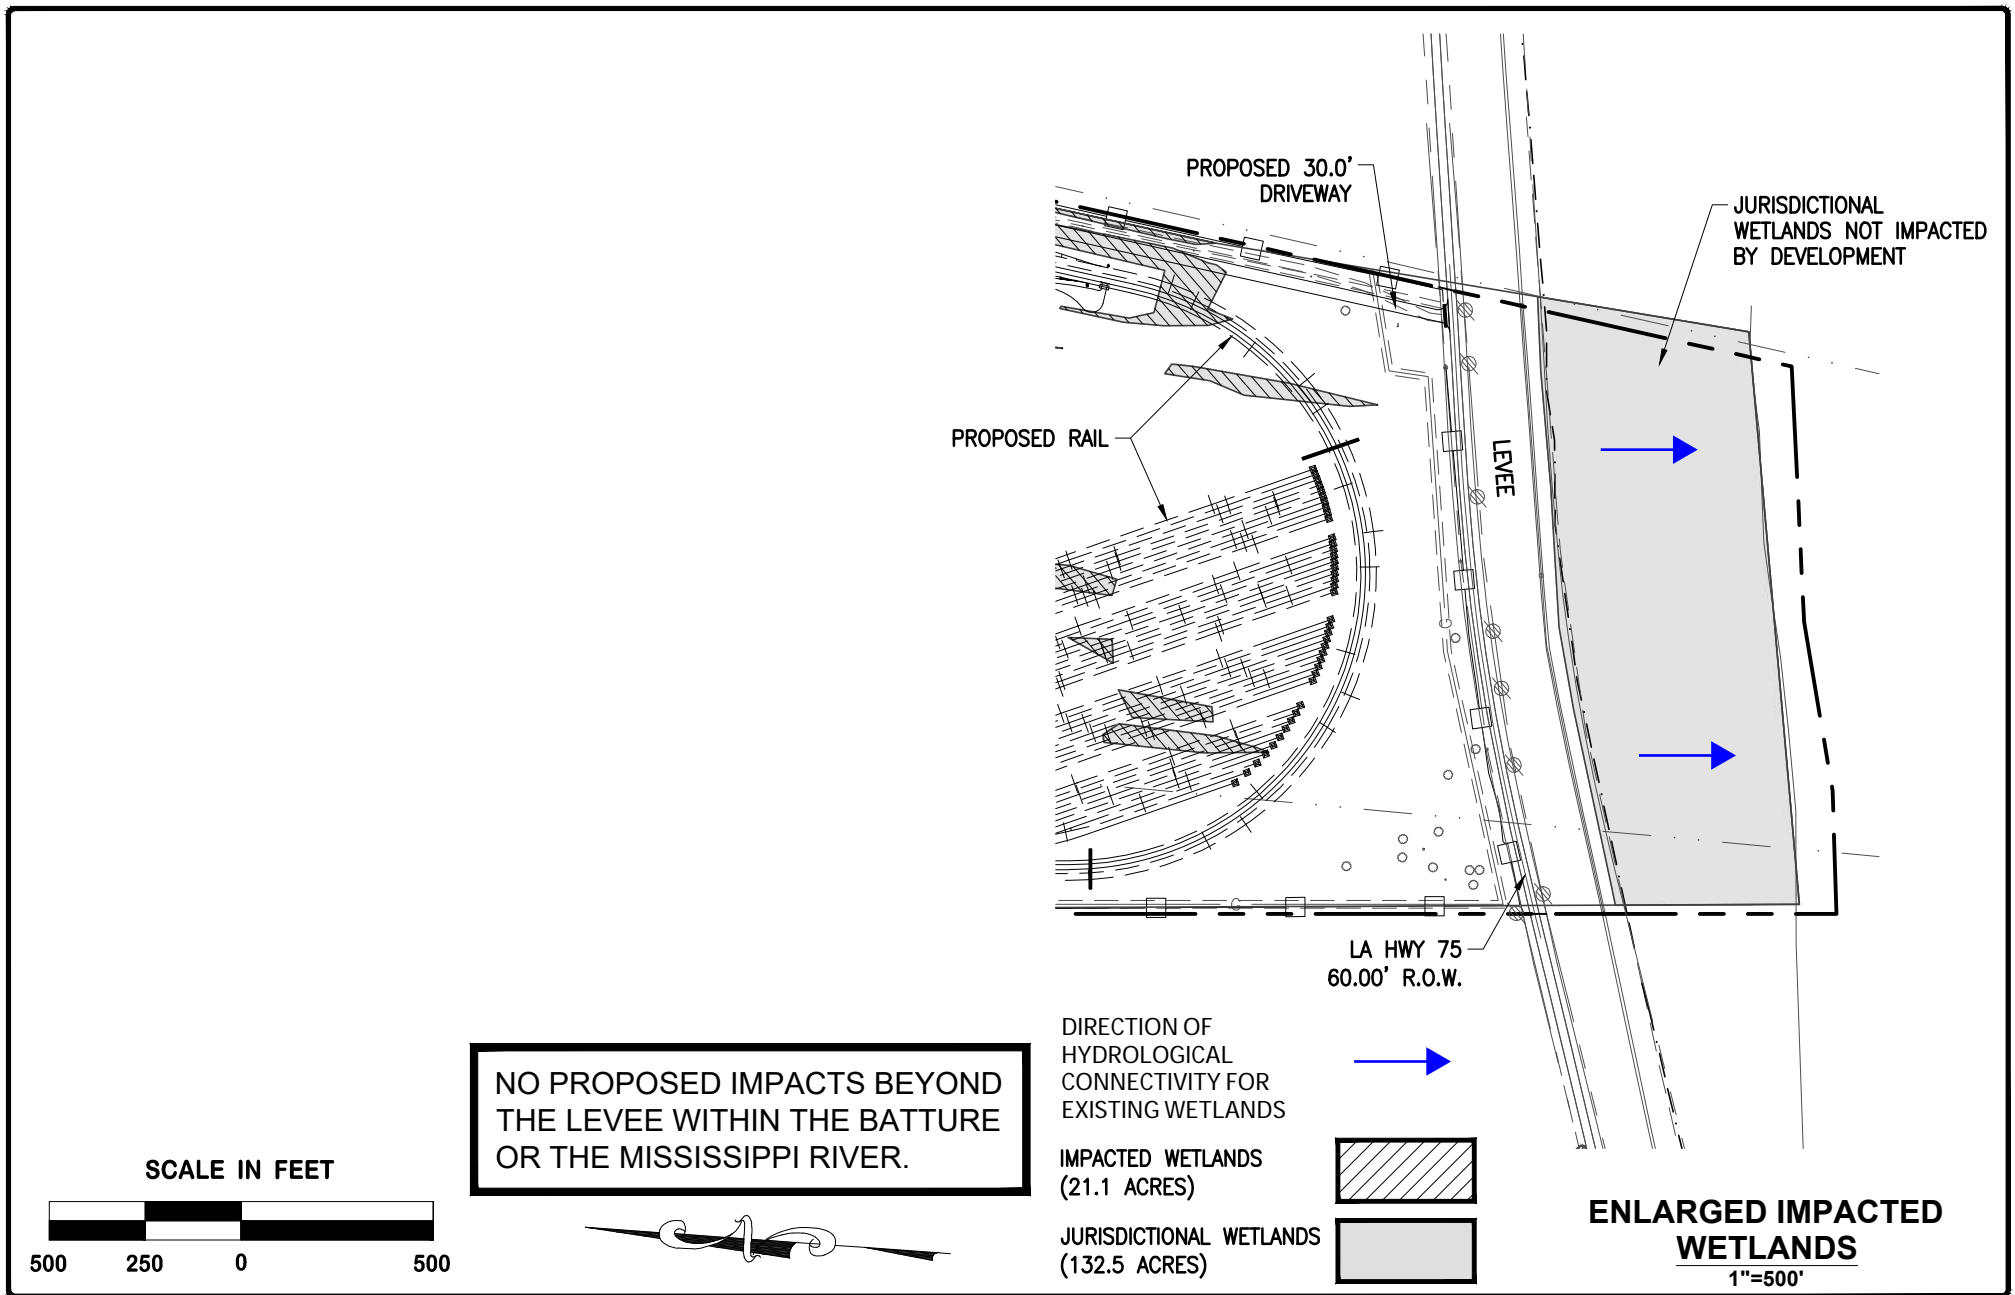 PROPOSED 30.0'
DRIVEWAY
JURISDICTIONAL
WETLANDS NOT IMPACTED
BY DEVELOPMENT
PROPOSED RAIL
LEVEE
LA HWY 75
60.00' R.O.W.
DIRECTION OF
HYDROLOGICAL
CONNECTIVITY FOR
EXISTING WETLANDS
NO PROPOSED IMPACTS BEYOND
THE LEVEE WITHIN THE BATTURE
OR THE MISSISSIPPI RIVER.
IMPACTED WETLANDS
(21.1 ACRES)
JURISDICTIONAL WETLANDS
(132.5 ACRES)
SCALE IN FEET
500 250 0 500
N
ENLARGED IMPACTED
WETLANDS
1"=500'